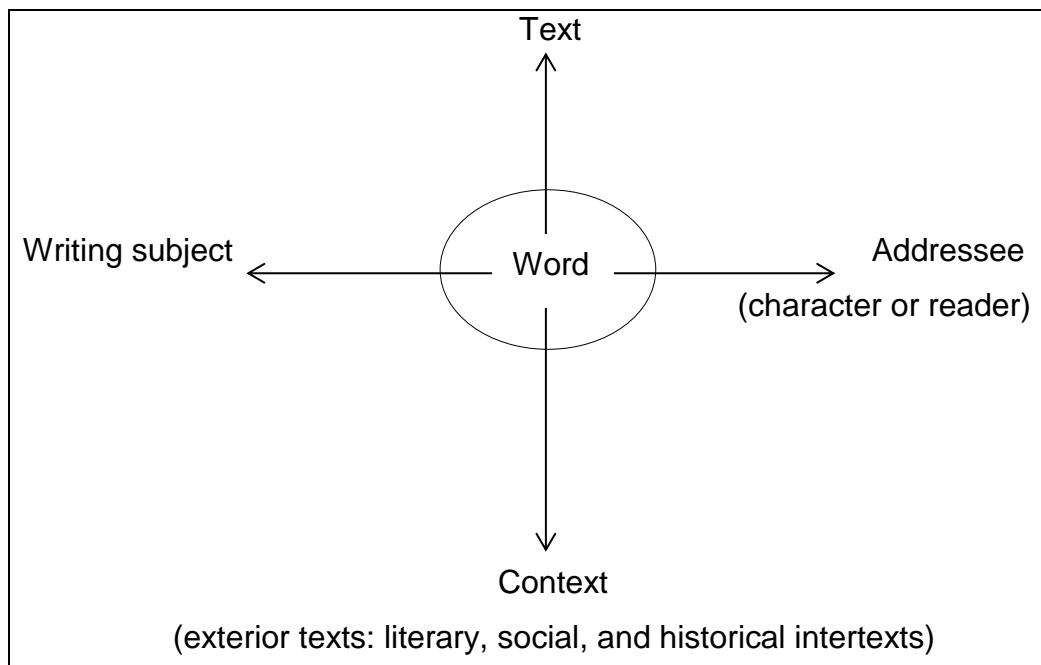 Text
Writing subject
Word
Addressee
(character or reader)
Context
(exterior texts: literary, social, and historical intertexts)